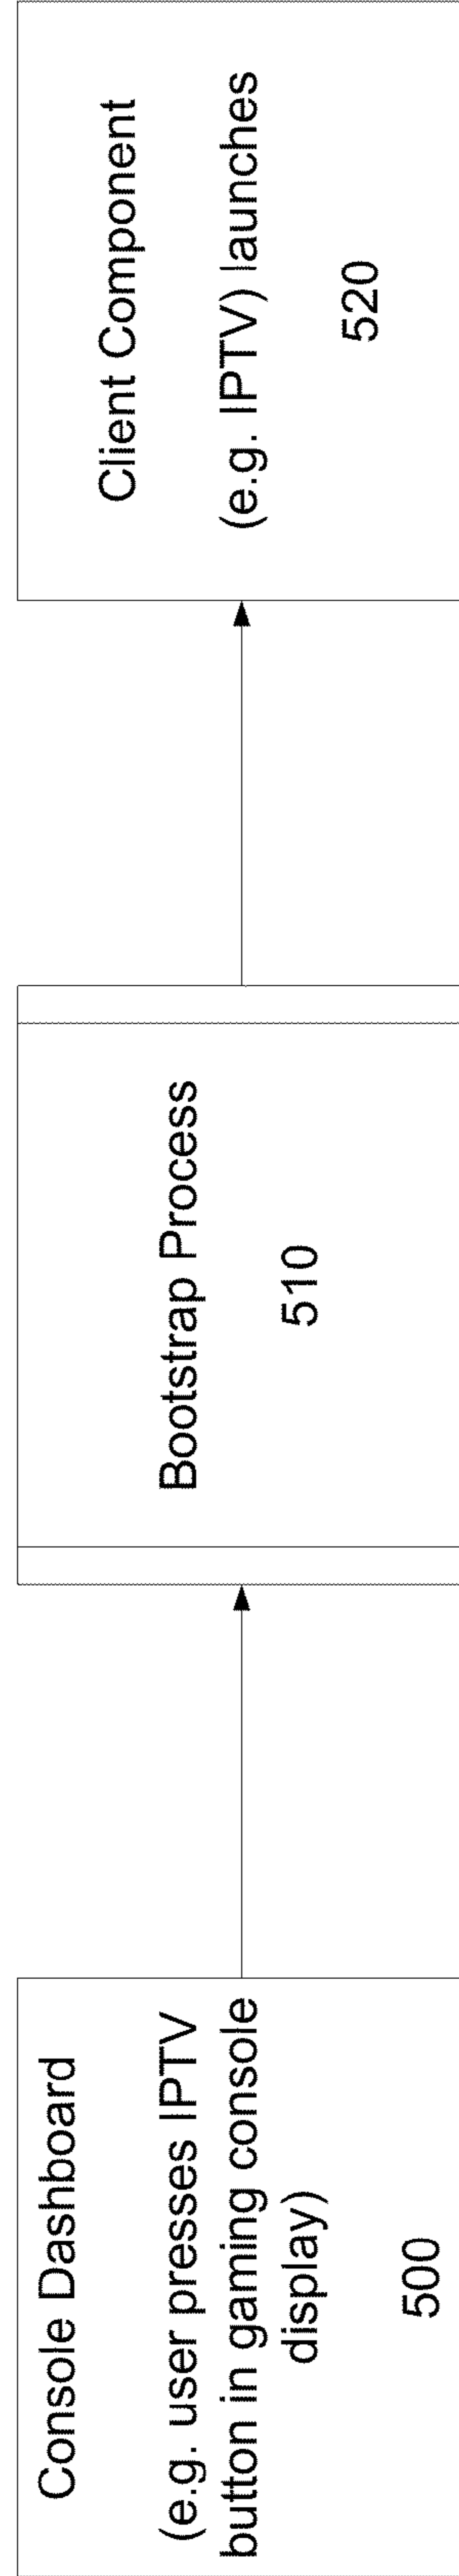 Console Dashboard
(e.g. user presses IPTV
button in gaming console
display)
500
Bootstrap Process
510
Client Component
(e.g. IPTV) launches
520